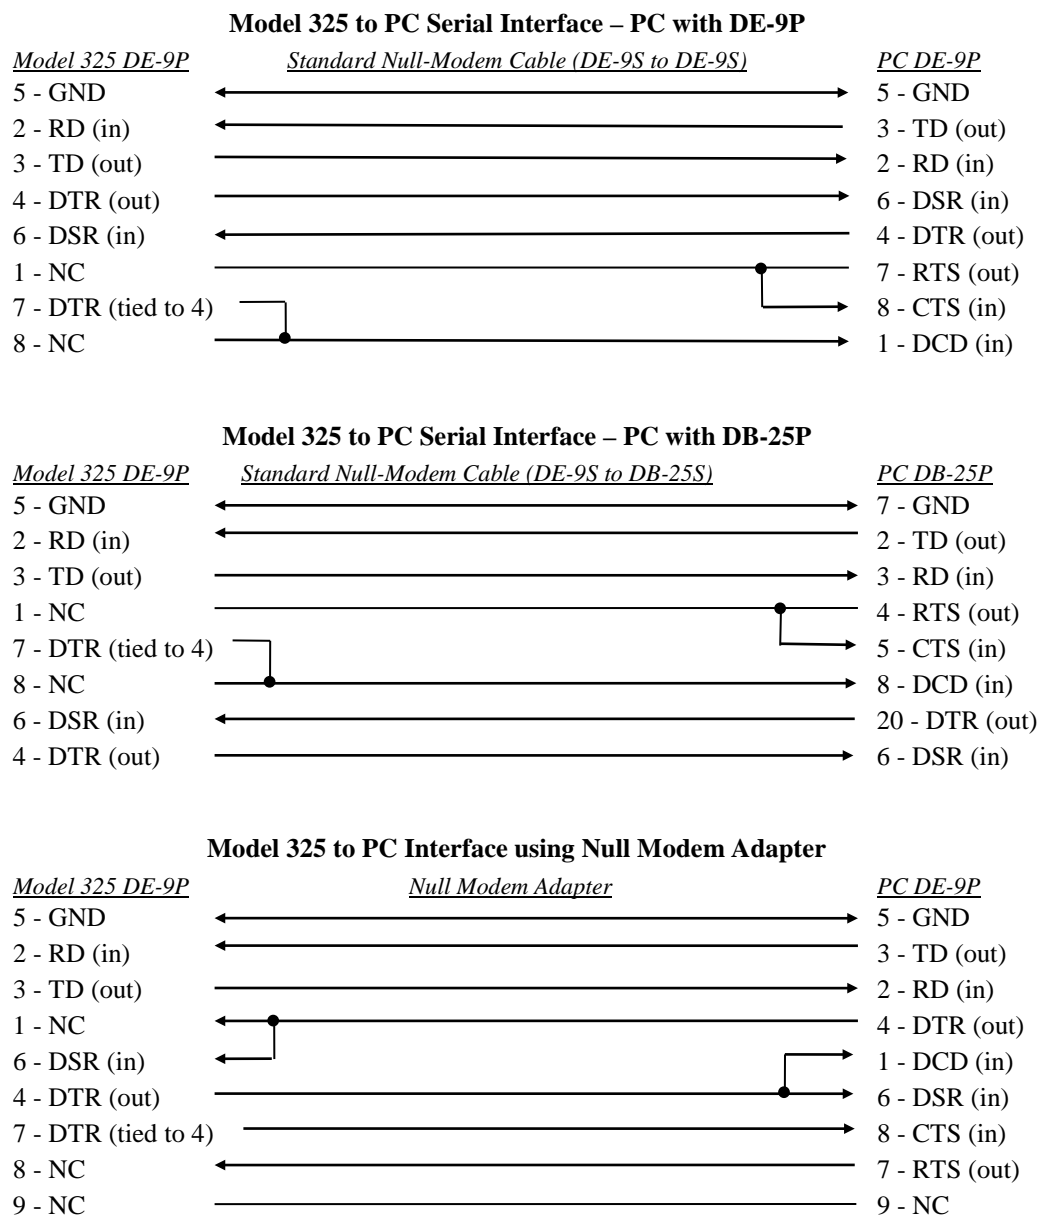 Model 325 to PC Serial Interface – PC with DE-9P
Model 325 DE-9P Standard Null-Modem Cable (DE-9S to DE-9S) PC DE-9P
5 - GND 5 - GND
2 - RD (in) 3 - TD (out)
3 - TD (out) 2 - RD (in)
4 - DTR (out) 6 - DSR (in)
6 - DSR (in) 4 - DTR (out)
1 - NC 7 - RTS (out)
7 - DTR (tied to 4) 8 - CTS (in)
8 - NC 1 - DCD (in)
Model 325 to PC Serial Interface – PC with DB-25P
Model 325 DE-9P Standard Null-Modem Cable (DE-9S to DB-25S) PC DB-25P
5 - GND 7 - GND
2 - RD (in) 2 - TD (out)
3 - TD (out) 3 - RD (in)
1 - NC 4 - RTS (out)
7 - DTR (tied to 4) 5 - CTS (in)
8 - NC 8 - DCD (in)
6 - DSR (in) 20 - DTR (out)
4 - DTR (out) 6 - DSR (in)
Model 325 to PC Interface using Null Modem Adapter
Model 325 DE-9P Null Modem Adapter PC DE-9P
5 - GND 5 - GND
2 - RD (in) 3 - TD (out)
3 - TD (out) 2 - RD (in)
1 - NC 4 - DTR (out)
6 - DSR (in) 1 - DCD (in)
4 - DTR (out) 6 - DSR (in)
7 - DTR (tied to 4) 8 - CTS (in)
8 - NC 7 - RTS (out)
9 - NC 9 - NC